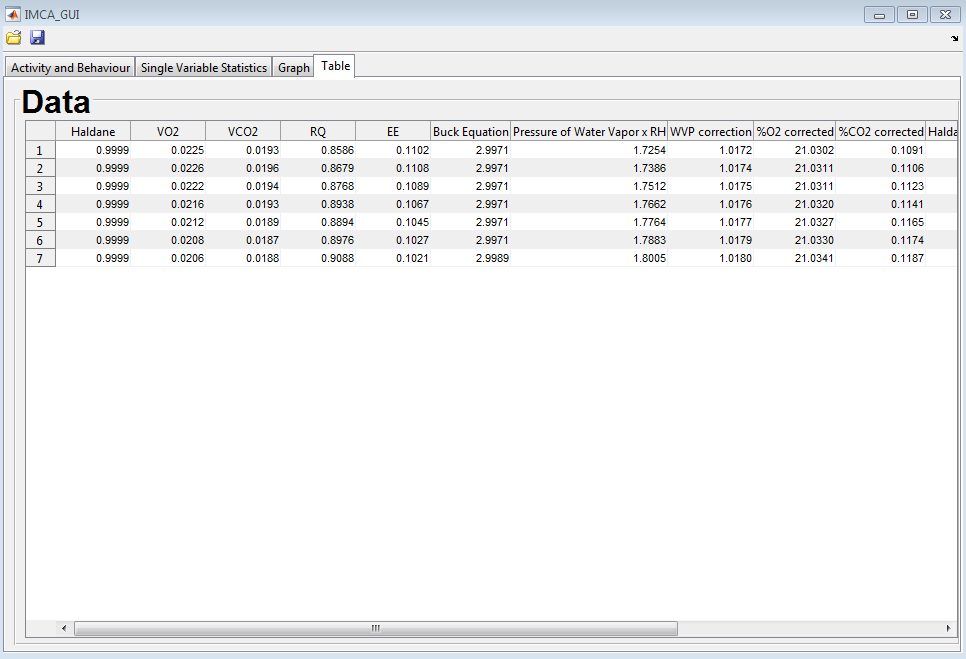 IMCA_GUI
Activity and Behaviour Single Variable Statistics Graph Table
Data
Haldane VO2 VCO2 RQ EE Buck Equation Pressure of Water Vapor x RH WVP correction %O2 corrected %CO2 corrected Halda
1 0.9999 0.0225 0.0193 0.8586 0.1102 2.9971 1.7254 1.0172 21.0302 0.1091
2 0.9999 0.0226 0.0196 0.8679 0.1108 2.9971 1.7386 1.0174 21.0311 0.1106
3 0.9999 0.0222 0.0194 0.8768 0.1089 2.9971 1.7512 1.0175 21.0311 0.1123
4 0.9999 0.0216 0.0193 0.8938 0.1067 2.9971 1.7662 1.0176 21.0320 0.1141
5 0.9999 0.0212 0.0189 0.8894 0.1045 2.9971 1.7764 1.0177 21.0327 0.1165
6 0.9999 0.0208 0.0187 0.8976 0.1027 2.9971 1.7883 1.0179 21.0330 0.1174
7 0.9999 0.0206 0.0188 0.9088 0.1021 2.9989 1.8005 1.0180 21.0341 0.1187